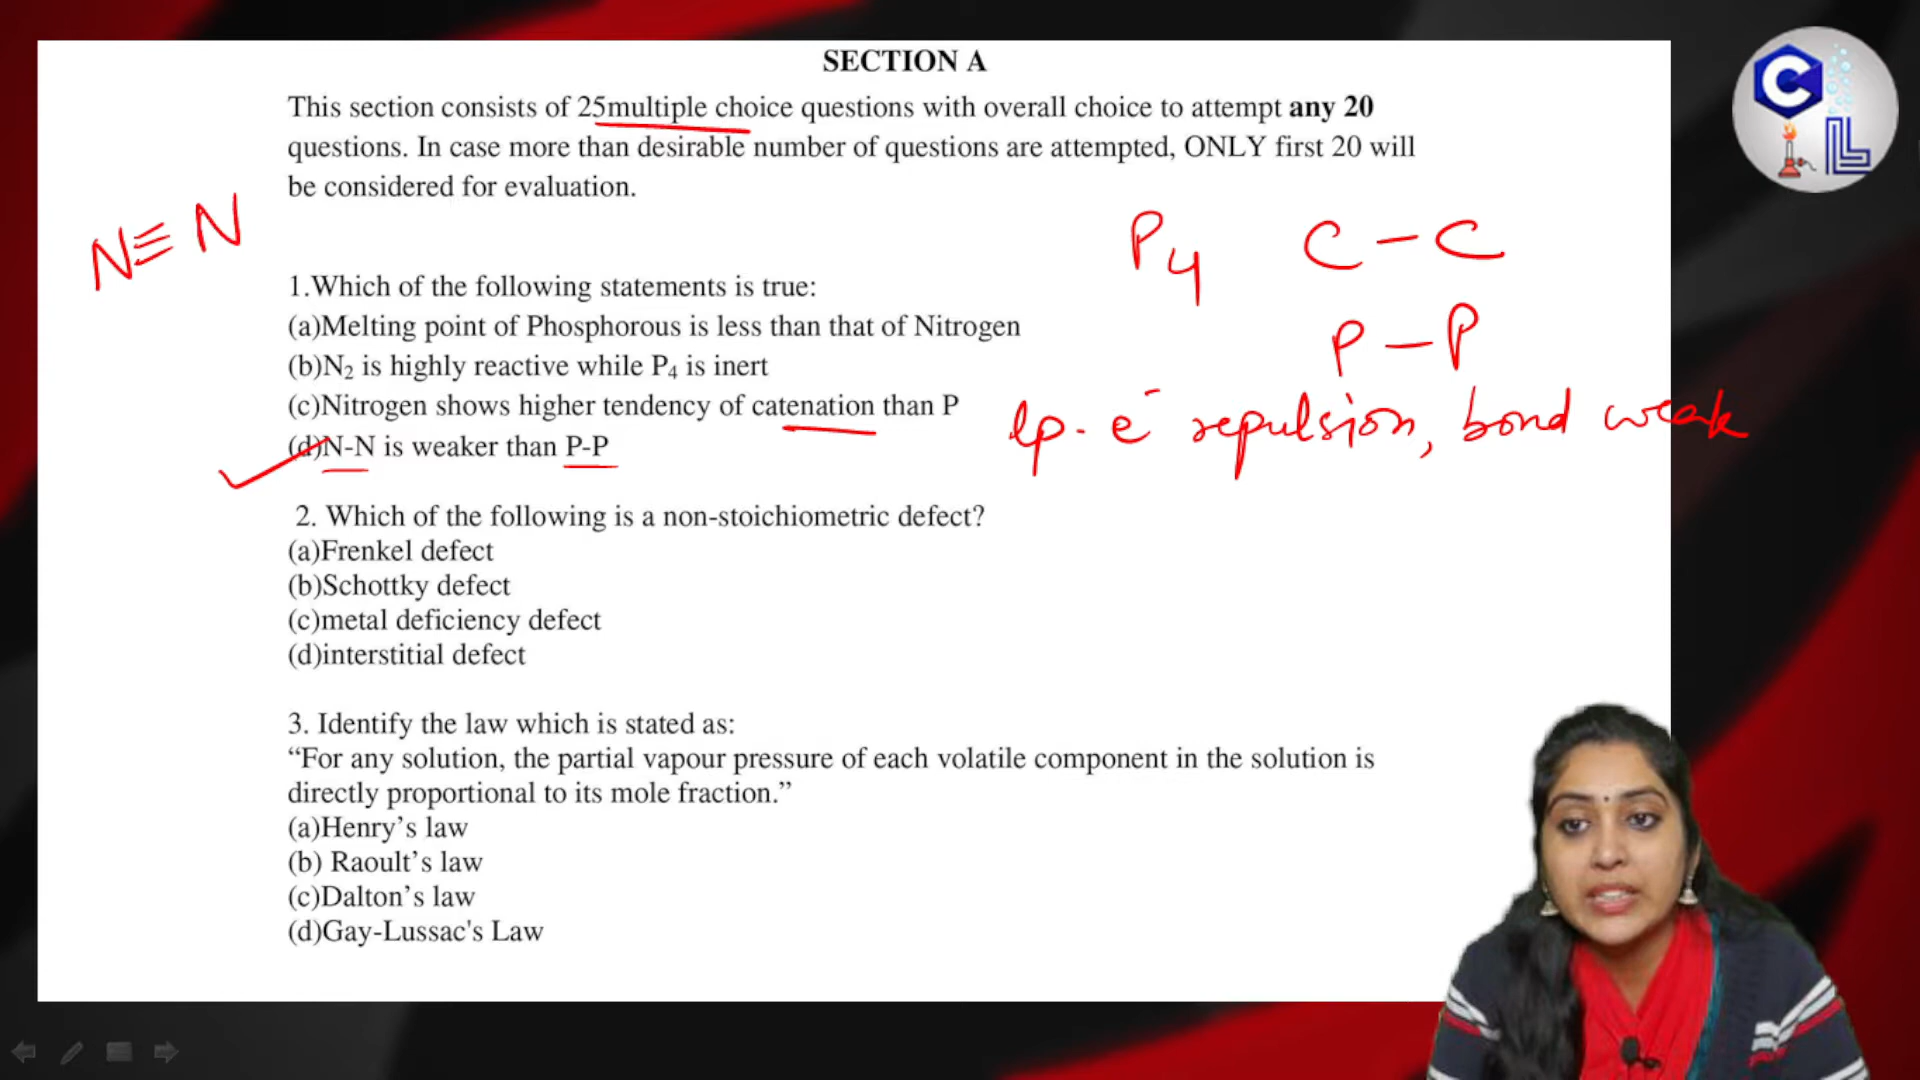 SECTION A
This section consists of 25multiple choice questions with overall choice to attempt any 20
questions. In case more than desirable number of questions are attempted, ONLY first 20 will
be considered for evaluation.
N≡N
P4 C-C
1.Which of the following statements is true:
(a)Melting point of Phosphorous is less than that of Nitrogen
P-P
(b)N₂ is highly reactive while P₄ is inert
(c)Nitrogen shows higher tendency of catenation than P
lp-e⁻ repulsion, bond weak
(d)N-N is weaker than P-P
2. Which of the following is a non-stoichiometric defect?
(a)Frenkel defect
(b)Schottky defect
(c)metal deficiency defect
(d)interstitial defect
3. Identify the law which is stated as:
“For any solution, the partial vapour pressure of each volatile component in the solution is
directly proportional to its mole fraction.”
(a)Henry’s law
(b) Raoult’s law
(c)Dalton’s law
(d)Gay-Lussac's Law
C
L